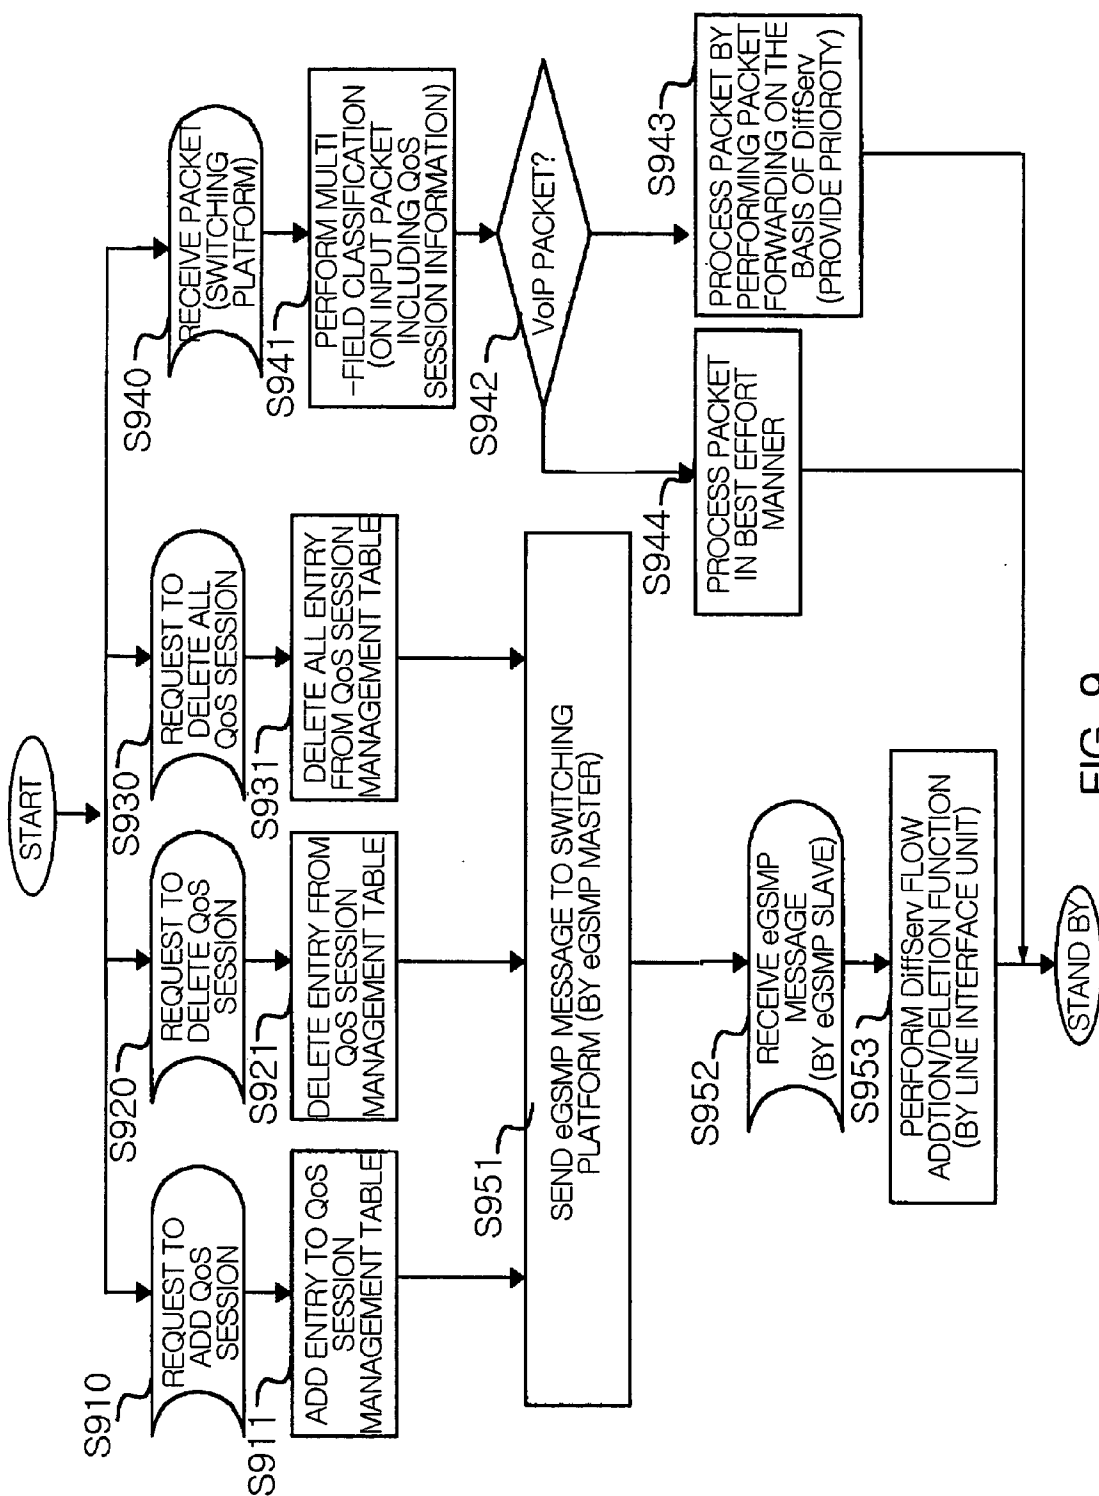 START
S910
REQUEST TO
ADD QoS
SESSION
S911
ADD ENTRY TO QoS
SESSION
MANAGEMENT TABLE
S920
REQUEST TO
DELETE QoS
SESSION
S921
DELETE ENTRY FROM
QoS SESSION
MANAGEMENT TABLE
S930
REQUEST TO
DELETE ALL
QoS SESSION
S931
DELETE ALL ENTRY
FROM QoS SESSION
MANAGEMENT TABLE
S940
RECEIVE PACKET
(SWITCHING
PLATFORM)
S941
PERFORM MULTI
-FIELD CLASSIFICATION
(ON INPUT PACKET
INCLUDING QoS
SESSION INFORMATION)
S942
VoIP PACKET?
S943
PROCESS PACKET BY
PERFORMING PACKET
FORWARDING ON THE
BASIS OF DiffServ
(PROVIDE PRIOROTY)
S944
PROCESS PACKET
IN BEST EFFORT
MANNER
S951
SEND eGSMP MESSAGE TO SWITCHING
PLATFORM (BY eGSMP MASTER)
S952
RECEIVE eGSMP
MESSAGE
(BY eGSMP SLAVE)
S953
PERFORM DiffServ FLOW
ADDTION/DELETION FUNCTION
(BY LINE INTERFACE UNIT)
STAND BY
FIG. 9